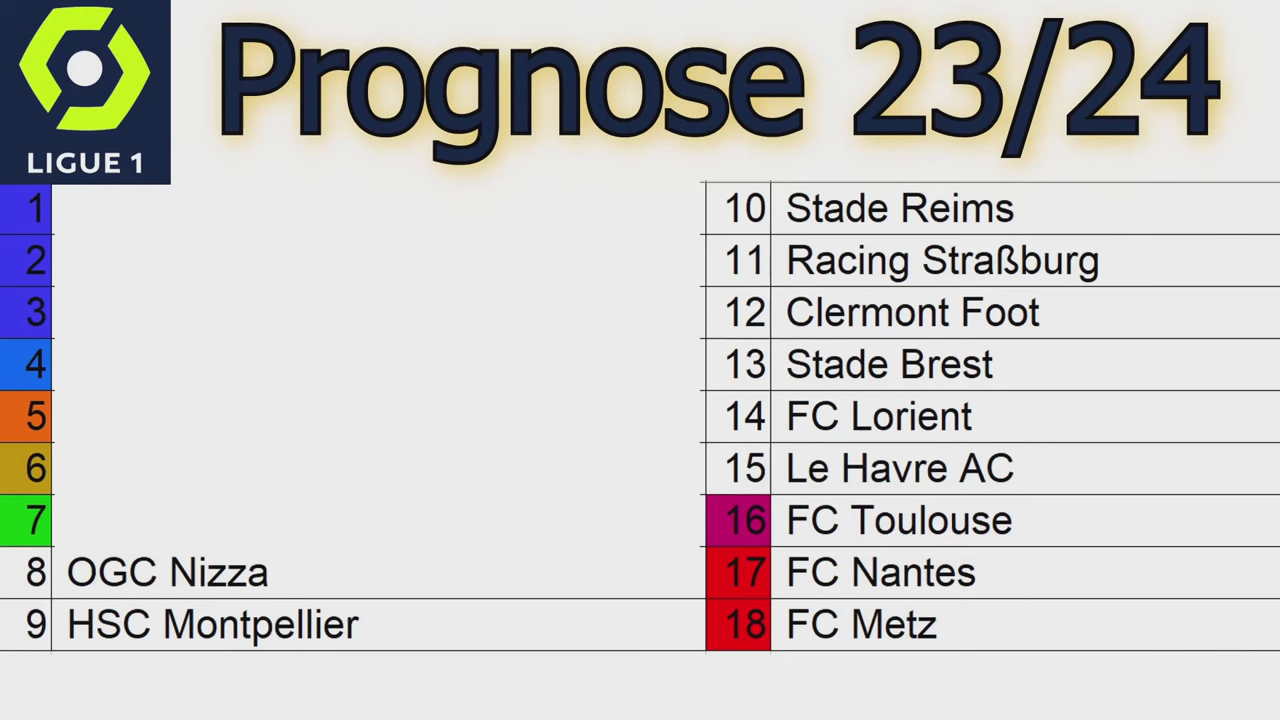 Prognose 23/24
LIGUE 1
1
2
3
4
5
6
7
8 OGC Nizza
9 HSC Montpellier
10 Stade Reims
11 Racing Straßburg
12 Clermont Foot
13 Stade Brest
14 FC Lorient
15 Le Havre AC
16 FC Toulouse
17 FC Nantes
18 FC Metz